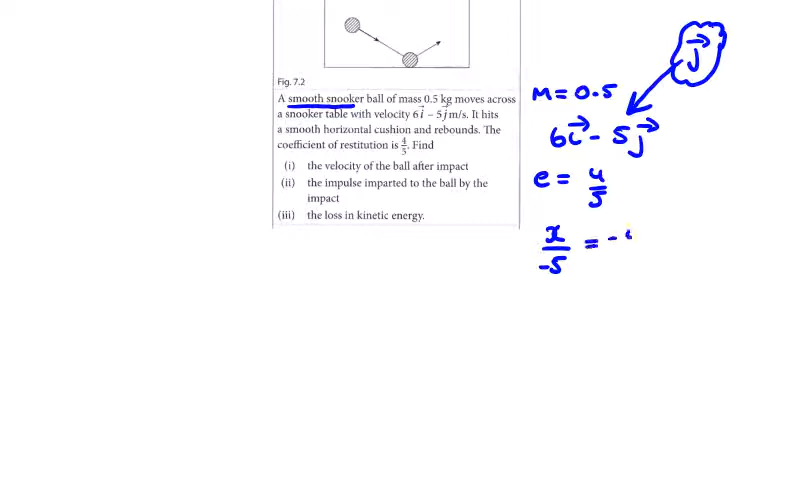 Fig. 7.2
A smooth snooker ball of mass 0.5 kg moves across
a snooker table with velocity 6i⃗ – 5j⃗ m/s. It hits
a smooth horizontal cushion and rebounds. The
coefficient of restitution is 4/5. Find
(i) the velocity of the ball after impact
(ii) the impulse imparted to the ball by the
impact
(iii) the loss in kinetic energy.
j⃗
M = 0.5
6i⃗ - 5j⃗
e = 4/5
x/-5 = -